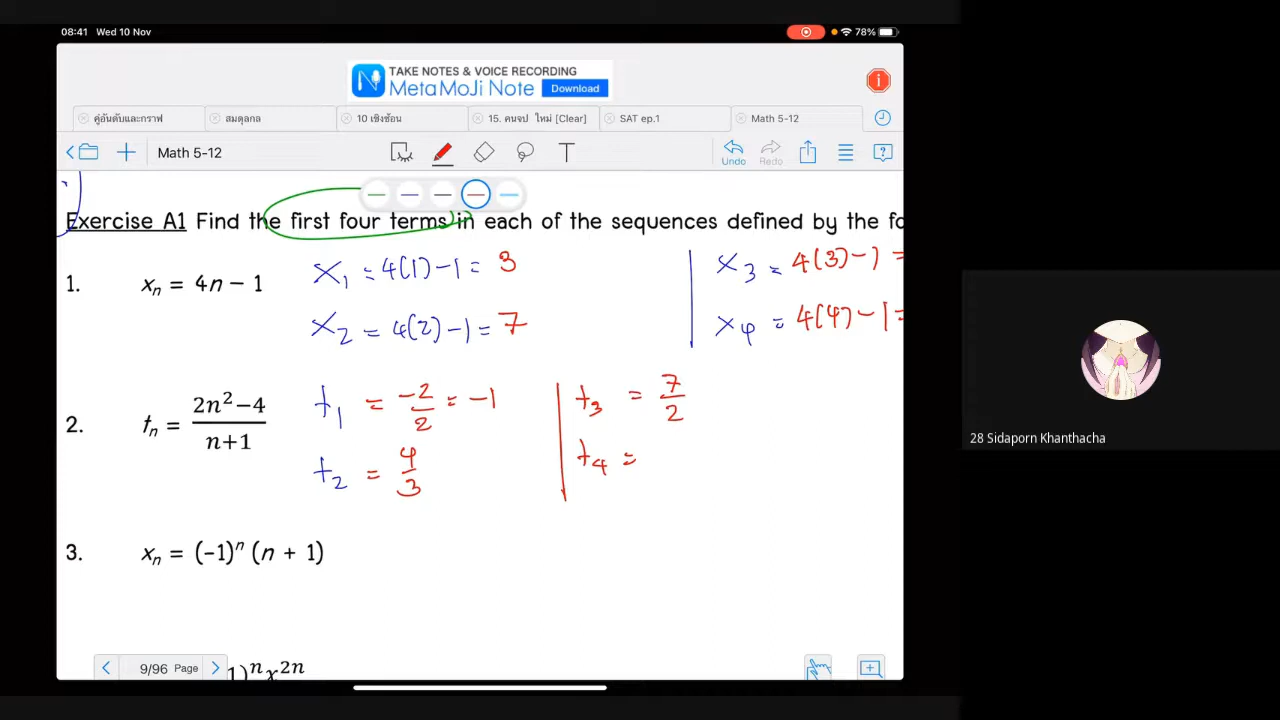 08:41 Wed 10 Nov
78%
TAKE NOTES & VOICE RECORDING
MetaMoJi Note Download
คู่อันดับและกราฟ
สมดุลกล
10 เชิงซ้อน
15. คนจป ใหม่ [Clear]
SAT ep.1
Math 5-12
Math 5-12
Undo
Redo
Exercise A1 Find the first four terms in each of the sequences defined by the fo
1. xₙ = 4n − 1
x₁ = 4(1) − 1 = 3
x₂ = 4(2) − 1 = 7
x₃ = 4(3) − 1 =
x₄ = 4(4) − 1 =
2. tₙ = (2n² − 4)/(n+1)
t₁ = −2/2 = −1
t₂ = 4/3
t₃ = 7/2
t₄ =
3. xₙ = (−1)ⁿ (n + 1)
1)ⁿx²ⁿ
9/96 Page
28 Sidaporn Khanthacha